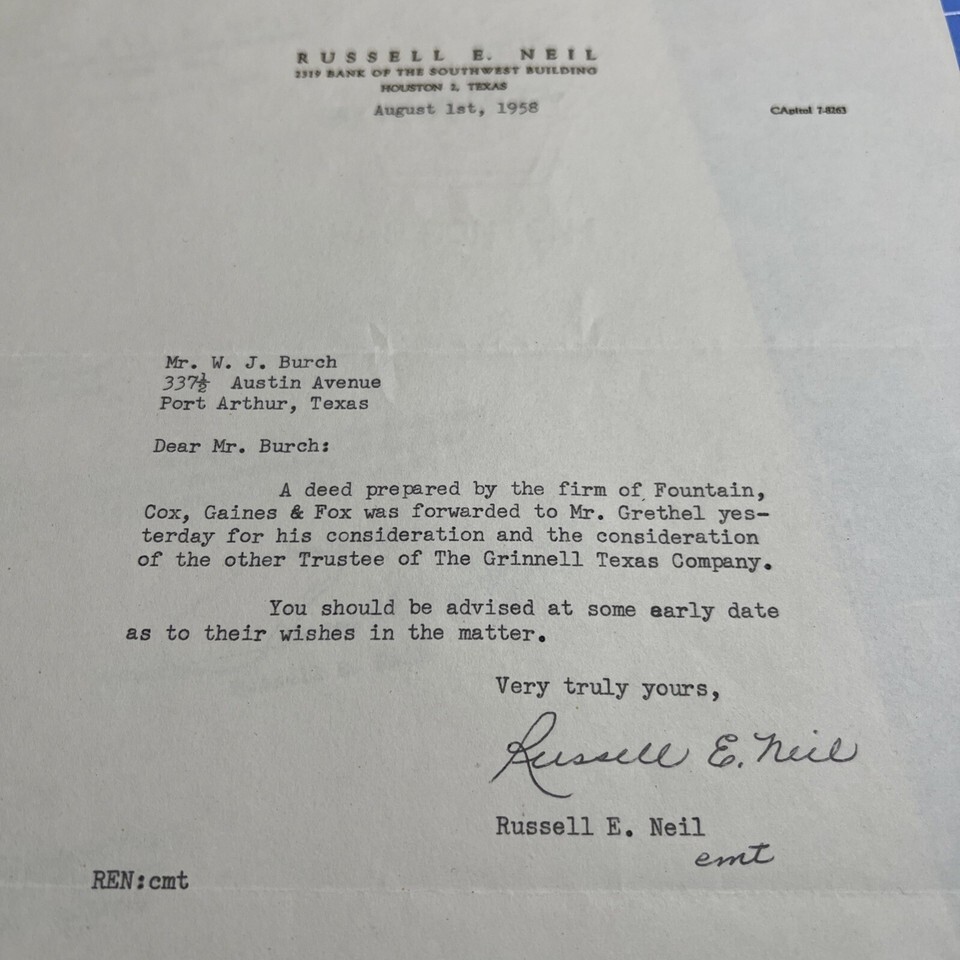 RUSSELL E. NEIL
2319 BANK OF THE SOUTHWEST BUILDING
HOUSTON 2, TEXAS
August 1st, 1958
CApitol 7-8263
Mr. W. J. Burch
337½ Austin Avenue
Port Arthur, Texas
Dear Mr. Burch:
A deed prepared by the firm of Fountain,
Cox, Gaines & Fox was forwarded to Mr. Grethel yes-
terday for his consideration and the consideration
of the other Trustee of The Grinnell Texas Company.
You should be advised at some early date
as to their wishes in the matter.
Very truly yours,
Russell E. Neil
Russell E. Neil
cmt
REN:cmt